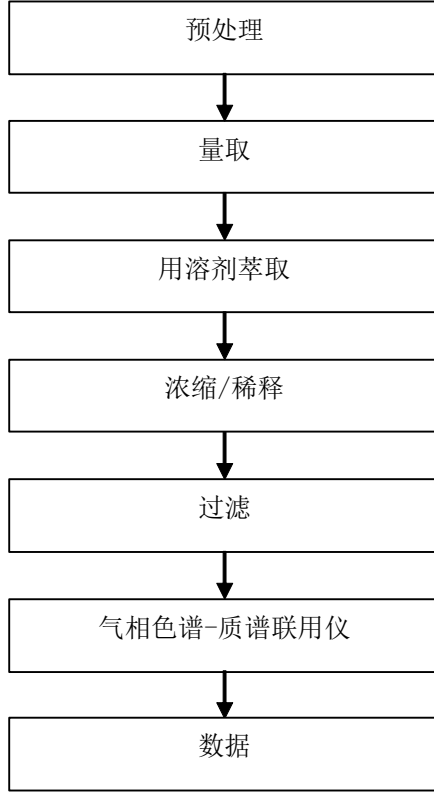 预处理
量取
用溶剂萃取
浓缩/稀释
过滤
气相色谱-质谱联用仪
数据